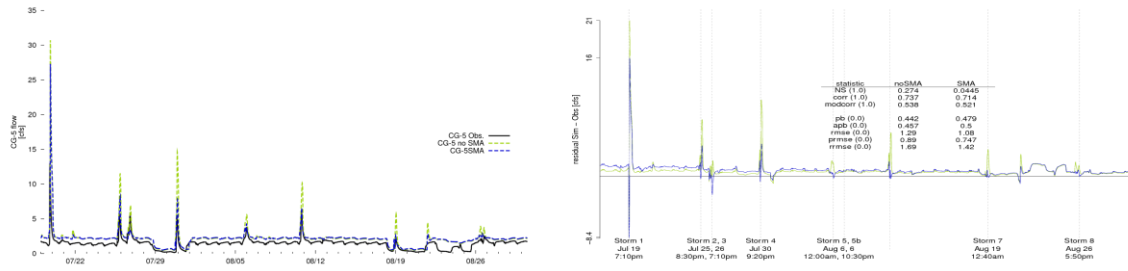 35
30
25
20
15
10
5
0
CG-5 flow
[cfs]
CG-5 Obs.
CG-5 no SMA
CG-5SMA
07/22
07/29
08/05
08/12
08/19
08/26
21
16
-8.4
residual Sim − Obs [cfs]
statistic noSMA SMA
NS (1.0) 0.274 0.0445
corr (1.0) 0.737 0.714
modcorr (1.0) 0.538 0.521
pb (0.0) 0.442 0.479
apb (0.0) 0.457 0.5
rmse (0.0) 1.29 1.08
prmse (0.0) 0.89 0.747
rrmse (0.0) 1.69 1.42
Storm 1
Jul 19
7:10pm
Storm 2, 3
Jul 25, 26
8:30pm, 7:10pm
Storm 4
Jul 30
9:20pm
Storm 5, 5b
Aug 6, 6
12:00am, 10:30pm
Storm 7
Aug 19
12:40am
Storm 8
Aug 26
5:50pm